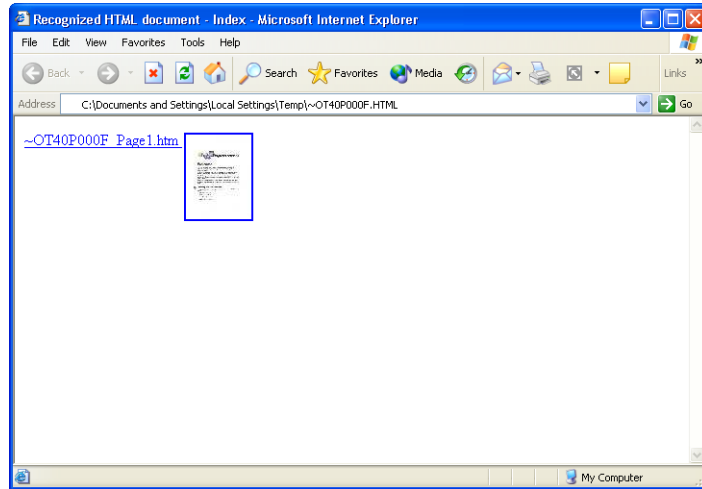 Recognized HTML document - Index - Microsoft Internet Explorer
File Edit View Favorites Tools Help
Back Search Favorites Media Links »
Address C:\Documents and Settings\Local Settings\Temp\~OT40P000F.HTML Go
~OT40P000F_Page1.htm
My Computer